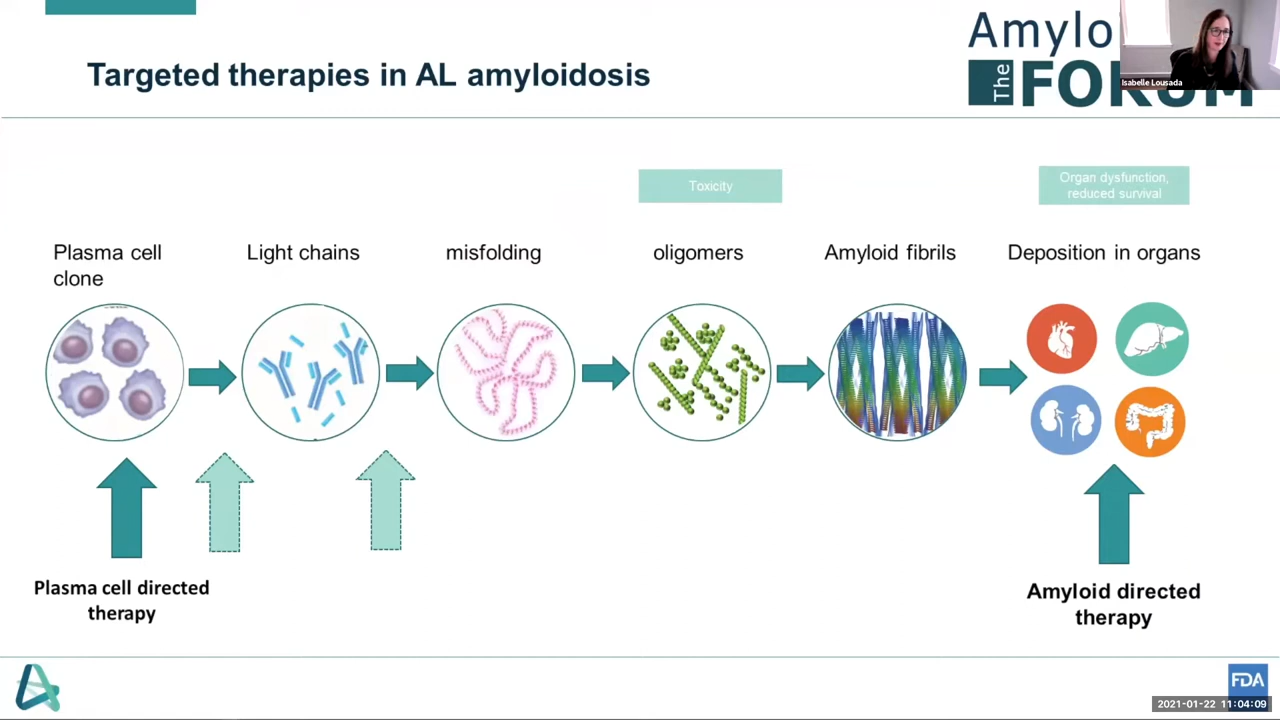 Targeted therapies in AL amyloidosis
Amylo
The FORUM
Isabelle Lousada
Toxicity
Organ dysfunction,
reduced survival
Plasma cell
clone
Light chains
misfolding
oligomers
Amyloid fibrils
Deposition in organs
Plasma cell directed
therapy
Amyloid directed
therapy
FDA
2021-01-22 11:04:09